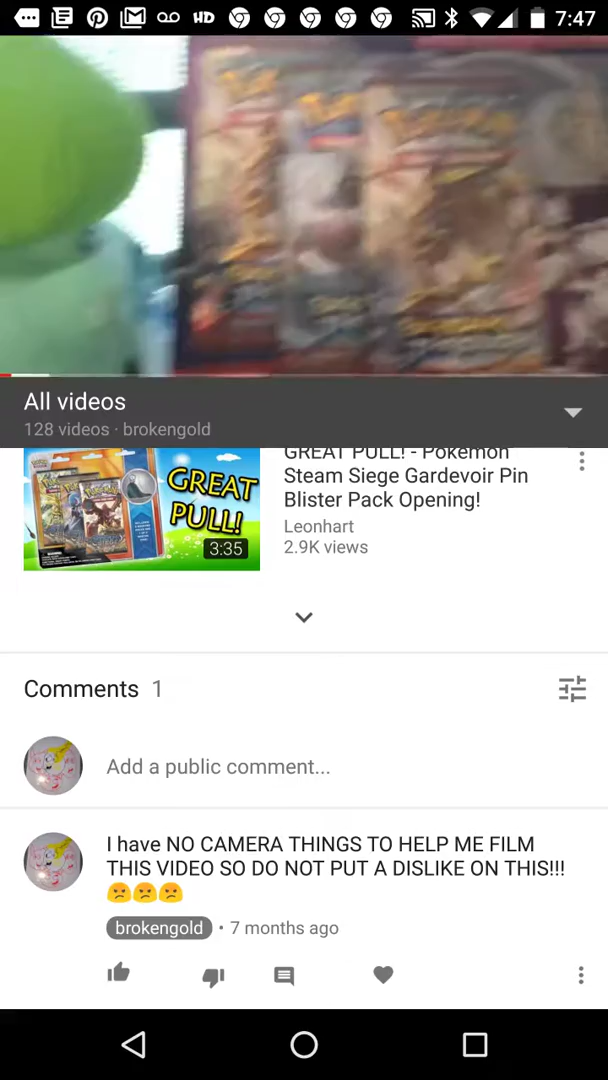 HD 7:47
All videos
128 videos · brokengold
GREAT PULL! - Pokemon
Steam Siege Gardevoir Pin
Blister Pack Opening!
Leonhart
2.9K views
GREAT
PULL!
3:35
Comments 1
Add a public comment...
I have NO CAMERA THINGS TO HELP ME FILM
THIS VIDEO SO DO NOT PUT A DISLIKE ON THIS!!!
😠😠😠
brokengold · 7 months ago